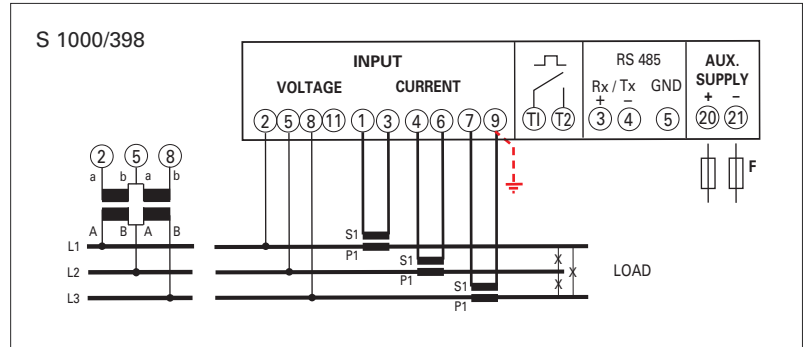 S 1000/398
INPUT
VOLTAGE CURRENT
2 5 8 11 1 3 4 6 7 9
T1 T2
RS 485
Rx / Tx GND
+ –
3 4 5
AUX.
SUPPLY
+ –
20 21
F
2 5 8
a b a b
A B A B
L1
L2
L3
S1
P1
S1
P1
S1
P1
X
X
X
LOAD